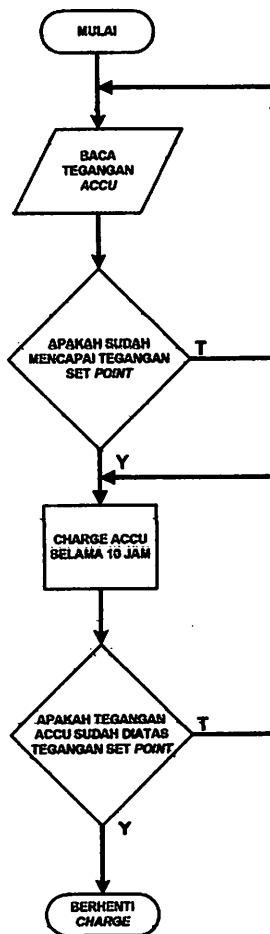 MULAI
BACA
TEGANGAN
ACCU
APAKAH SUDAH
MENCAPAI TEGANGAN
SET POINT
T
Y
CHARGE ACCU
SELAMA 10 JAM
APAKAH TEGANGAN
ACCU SUDAH DIATAS
TEGANGAN SET POINT
T
Y
BERHENTI
CHARGE